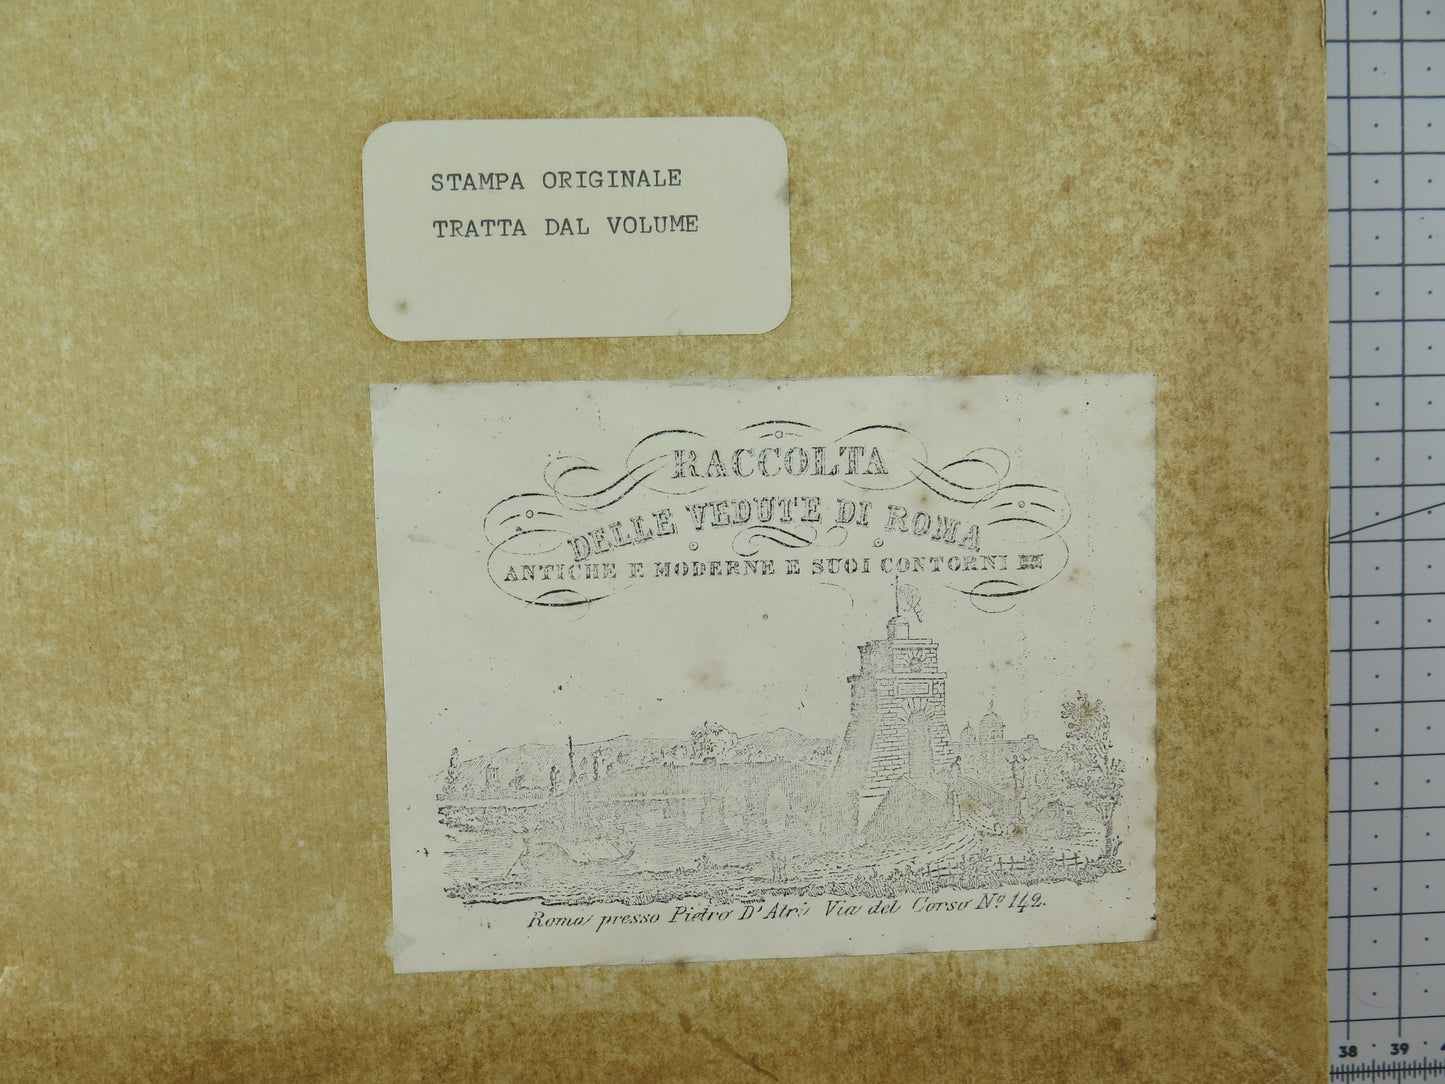 STAMPA ORIGINALE
TRATTA DAL VOLUME
RACCOLTA
DELLE VEDUTE DI ROMA
ANTICHE E MODERNE E SUOI CONTORNI
Roma presso Pietro D'Atri Via del Corso Nº 142.
38 39